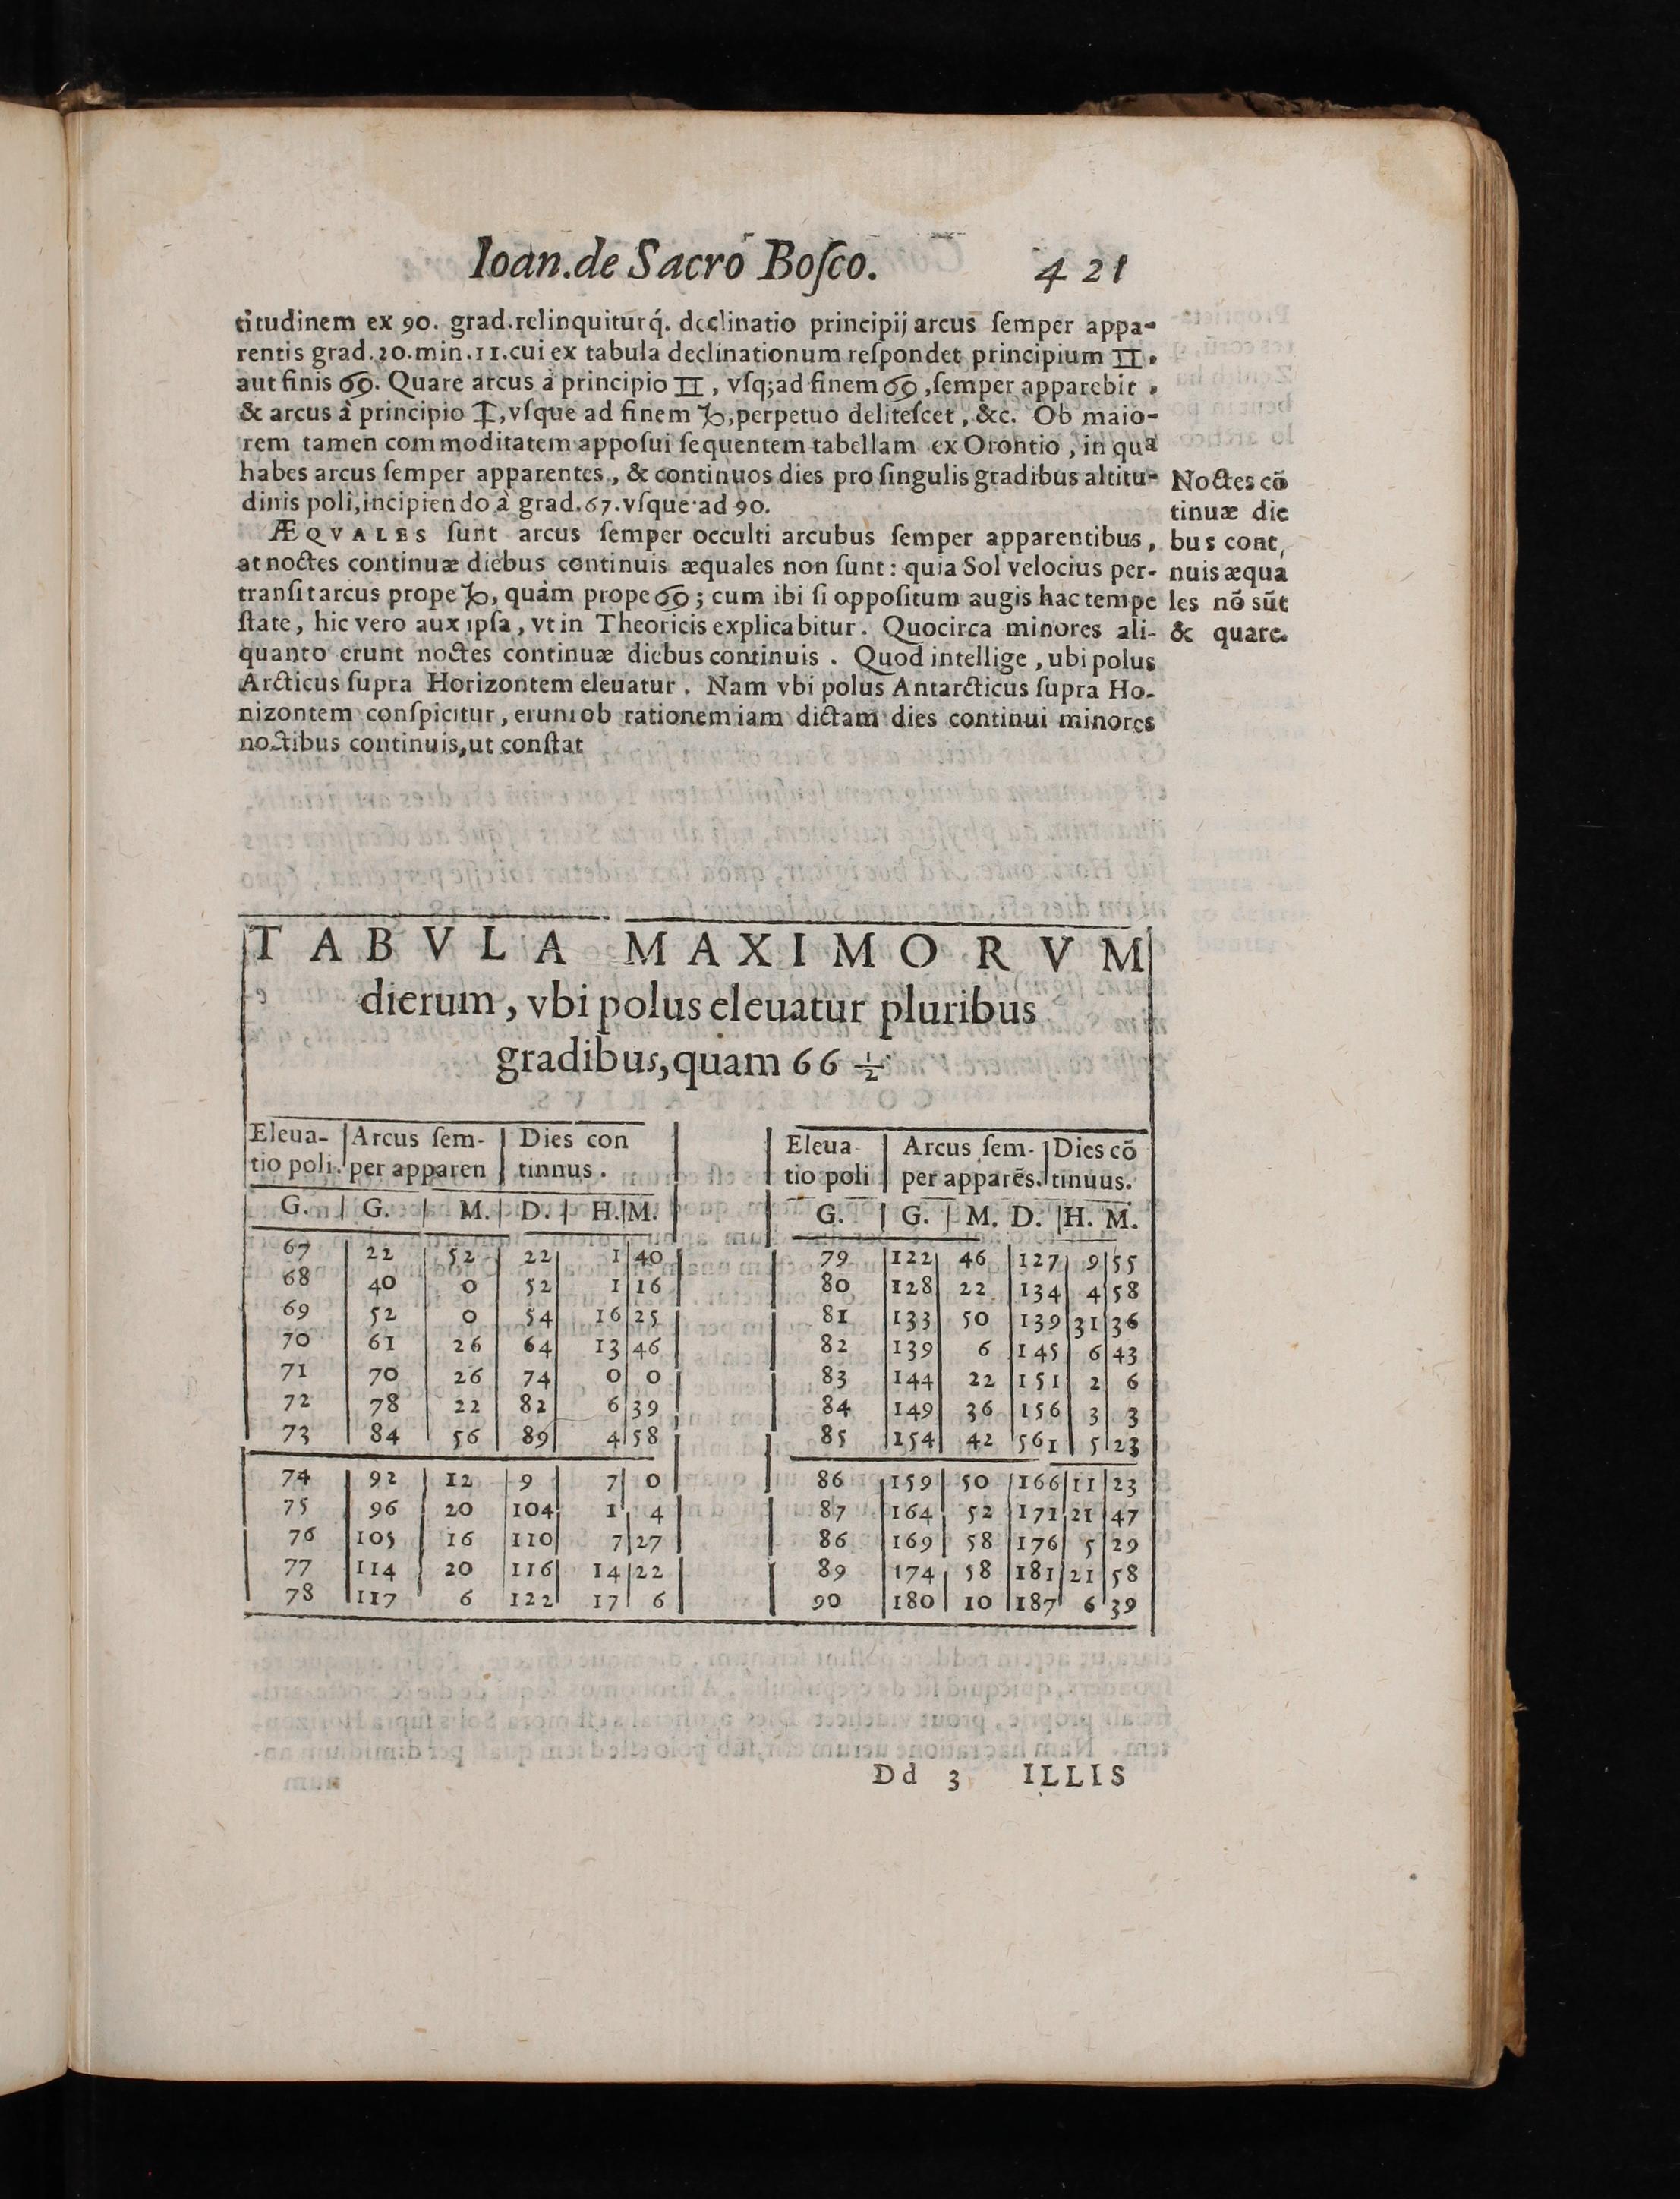 Ioan.de Sacro Boſco. 421
titudinem ex 90. grad.relinquiturq́. declinatio principij arcus ſemper appa-
rentis grad.20.min.11.cui ex tabula declinationum reſpondet principium ♊.
aut finis ♋. Quare arcus à principio ♊, vſq;ad finem ♋,ſemper apparebit,
& arcus à principio ♐,vſque ad finem ♑,perpetuo deliteſcet, &c. Ob maio-
rem tamen commoditatem appoſui ſequentem tabellam ex Orontio, in qua
habes arcus ſemper apparentes, & continuos dies pro ſingulis gradibus altitu-
dinis poli,incipiendo à grad.67.vſque ad 90.
ÆQVALES ſunt arcus ſemper occulti arcubus ſemper apparentibus,
at noctes continuæ diebus continuis æquales non ſunt: quia Sol velocius per-
tranſit arcus prope ♑, quàm prope ♋; cum ibi ſi oppoſitum augis hac tempe
ſtate, hic vero aux ipſa, vt in Theoricis explicabitur. Quocirca minores ali-
quanto erunt noctes continuæ diebus continuis. Quod intellige, ubi polus
Arcticus ſupra Horizontem eleuatur. Nam vbi polus Antarcticus ſupra Ho-
nizontem conſpicitur, erunt ob rationem iam dictam dies continui minores
noctibus continuis,ut conſtat
Noctes cō
tinuæ die
bus cont,
nuis æqua
les nō sūt
& quare.
TABVLA MAXIMORVM
dierum, vbi polus eleuatur pluribus
gradibus,quam 66 1/2
Eleua- Arcus ſem- Dies con
tio poli. per apparen tinnus.
G. G. M. D. H. M.
67 22 52 22 1 40
68 40 0 52 1 16
69 52 0 54 16 25
70 61 26 64 13 46
71 70 26 74 0 0
72 78 22 82 6 39
73 84 56 89 4 58
74 92 12 9 7 0
75 96 20 104 1 4
76 105 16 110 7 27
77 114 20 116 14 22
78 117 6 122 17 6
Eleua- Arcus ſem- Dies cō
tio poli per apparēs. tinuus.
G. G. M. D. H. M.
79 122 46 127 9 55
80 128 22 134 4 58
81 133 50 139 31 36
82 139 6 145 6 43
83 144 22 151 2 6
84 149 36 156 3 3
85 154 42 561 5 23
86 159 50 166 11 23
87 164 52 171 21 47
86 169 58 176 5 29
89 174 58 181 21 58
90 180 10 187 6 39
Dd 3 ILLIS